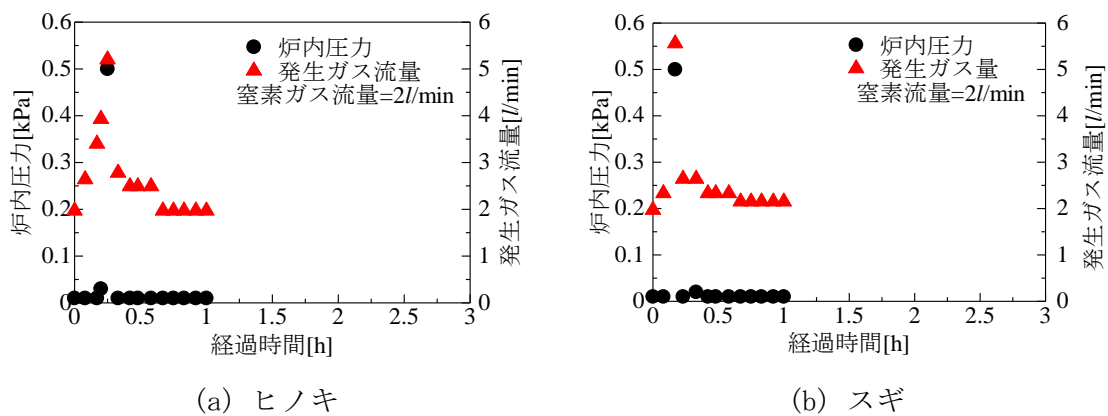 炉内圧力[kPa]
0.6
0.5
0.4
0.3
0.2
0.1
0
● 炉内圧力
▲ 発生ガス流量
窒素ガス流量=2l/min
6
5
4
3
2
1
0
発生ガス流量[l/min]
0 0.5 1 2 2 3 3
経過時間[h]
(a) ヒノキ
炉内圧力[kPa]
0.6
0.5
0.4
0.3
0.2
0.1
0
● 炉内圧力
▲ 発生ガス量
窒素流量=2l/min
6
5
4
3
2
1
0
発生ガス流量[l/min]
0 0.5 1 2 2 3 3
経過時間[h]
(b) スギ